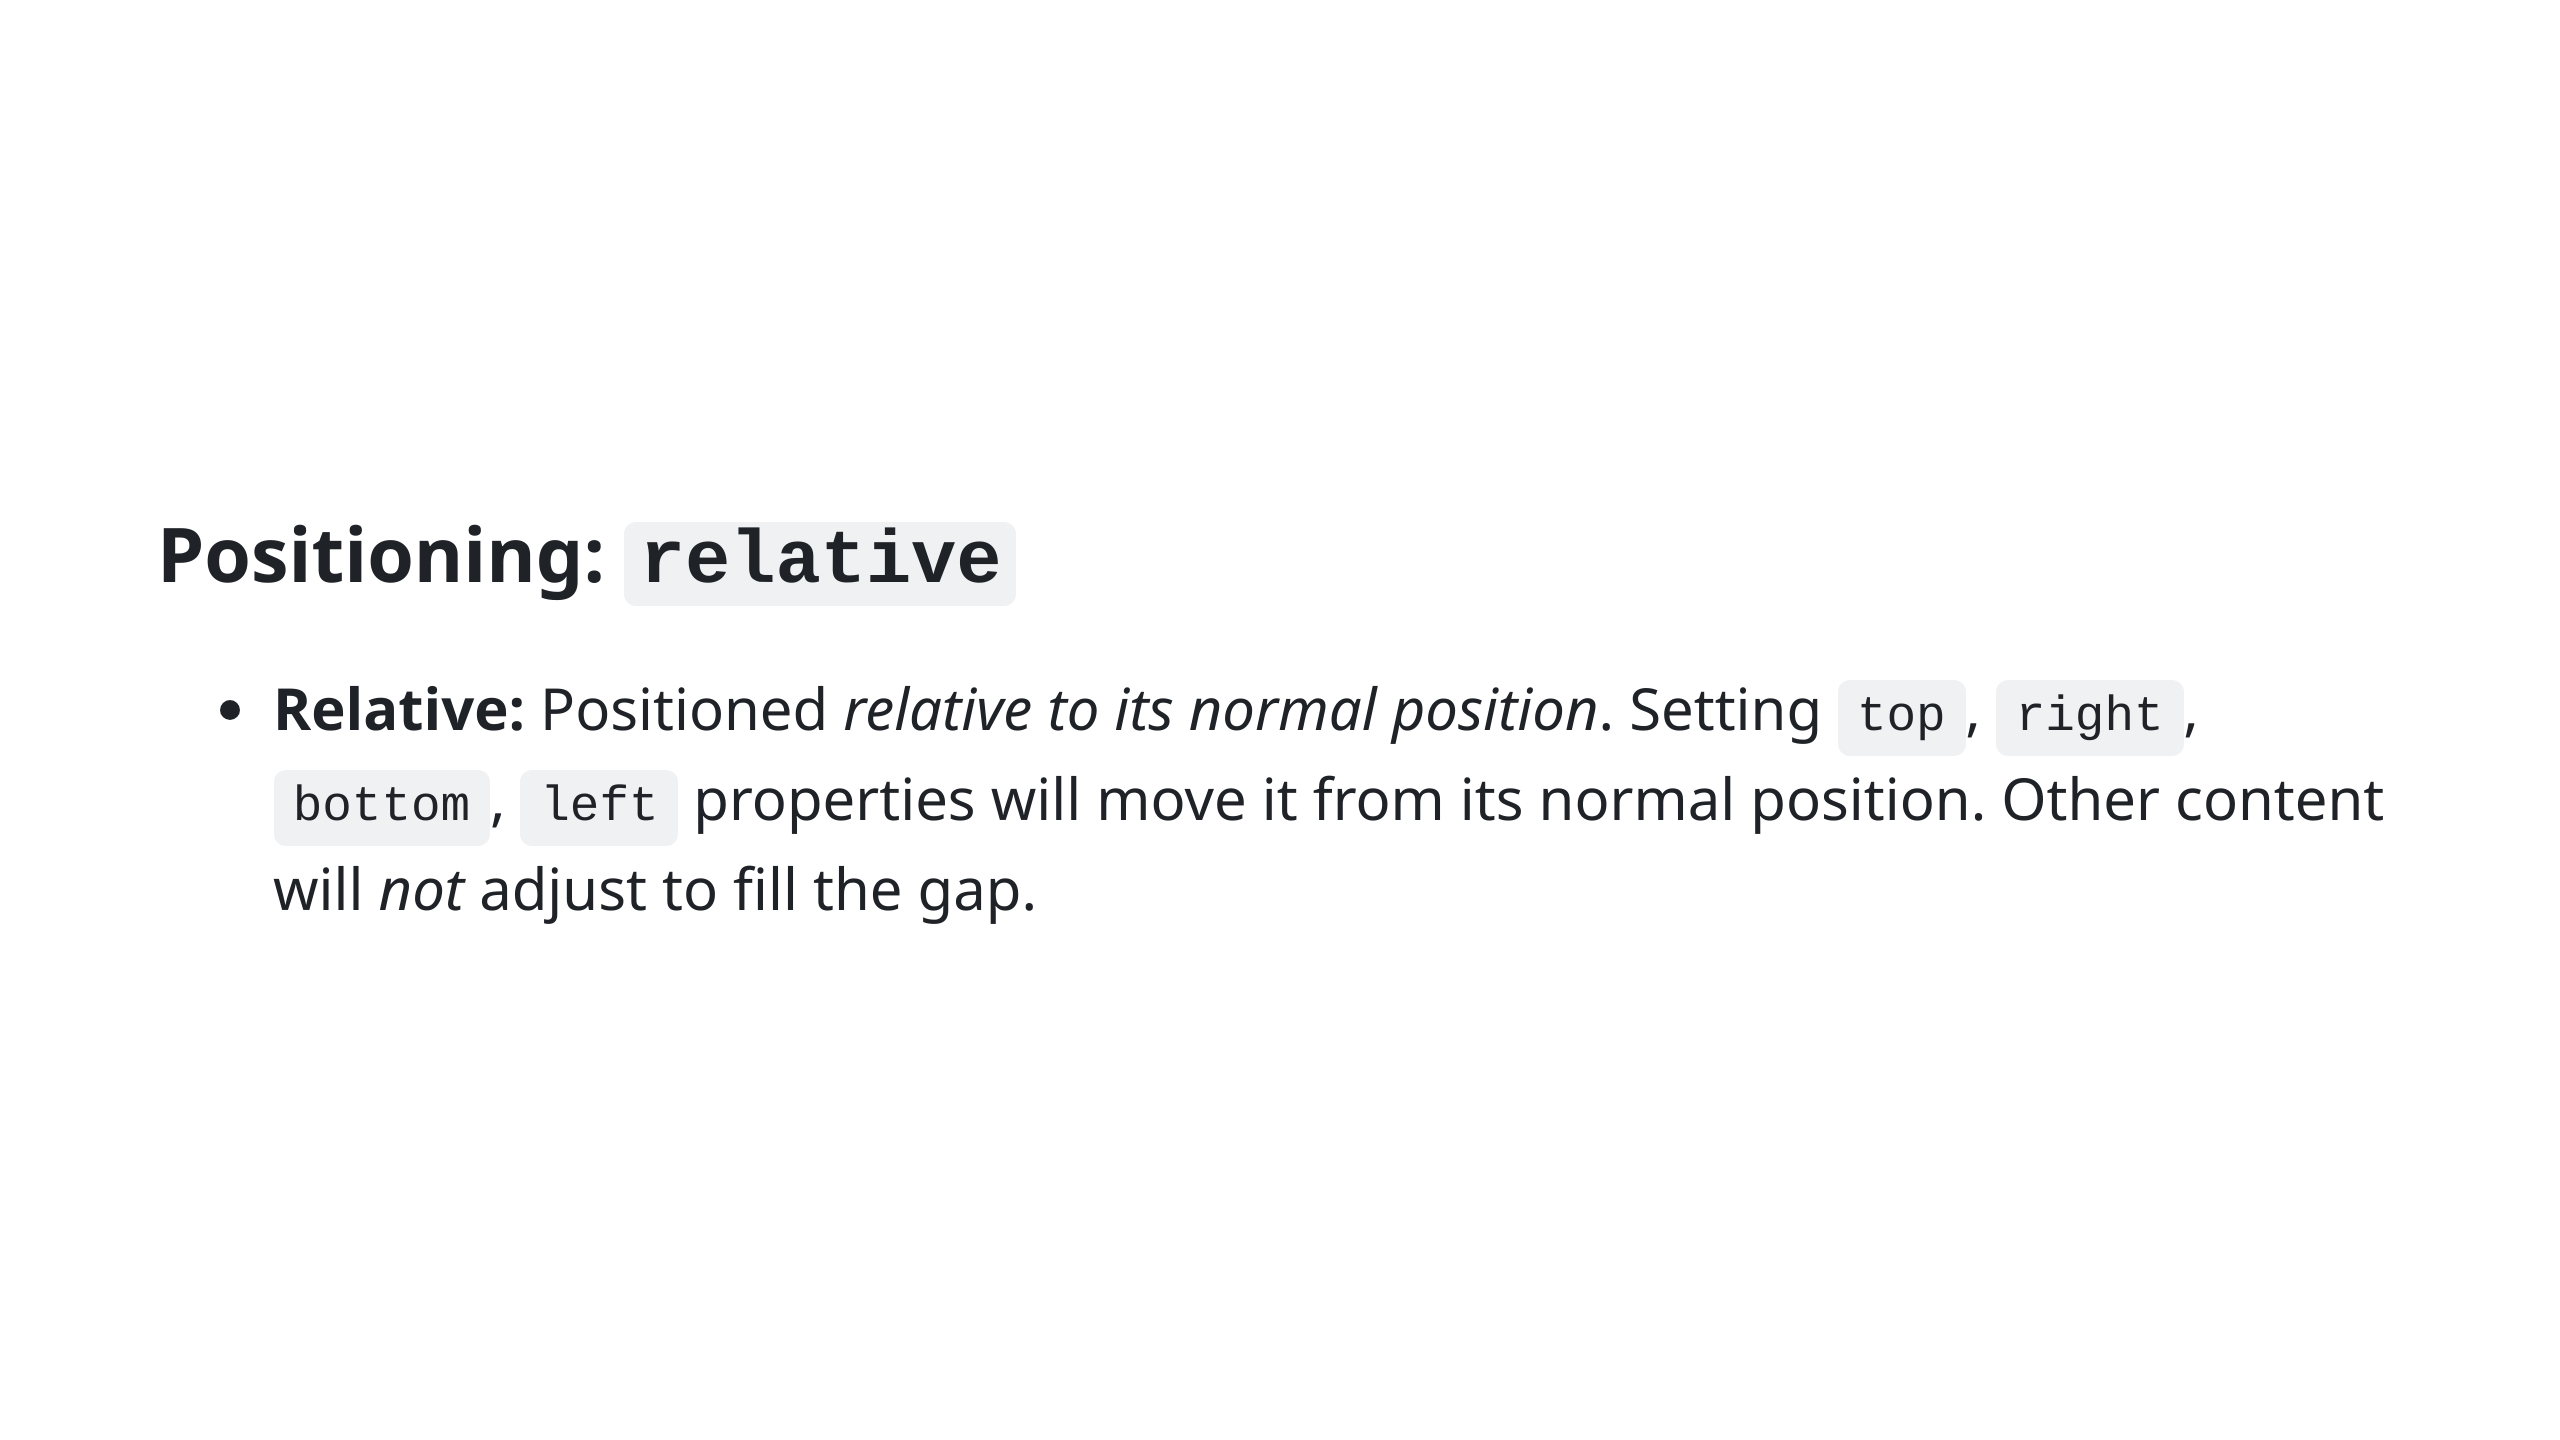 Positioning: relative
• Relative: Positioned relative to its normal position. Setting top, right,
bottom, left properties will move it from its normal position. Other content
will not adjust to fill the gap.